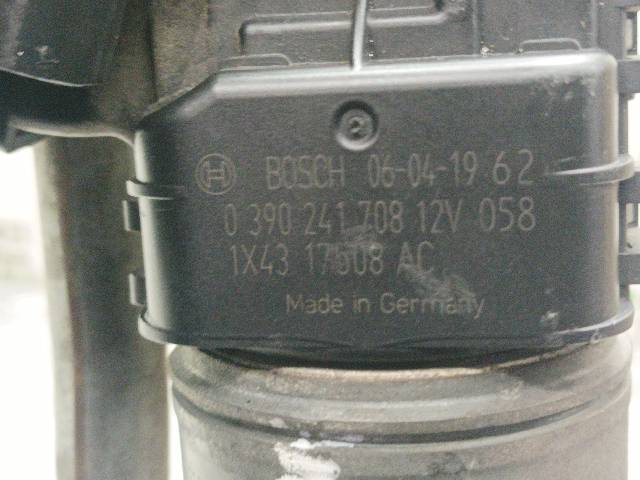 BOSCH 06-04-19 62
0 390 241 708 12V 058
1X43 17508 AC
Made in Germany